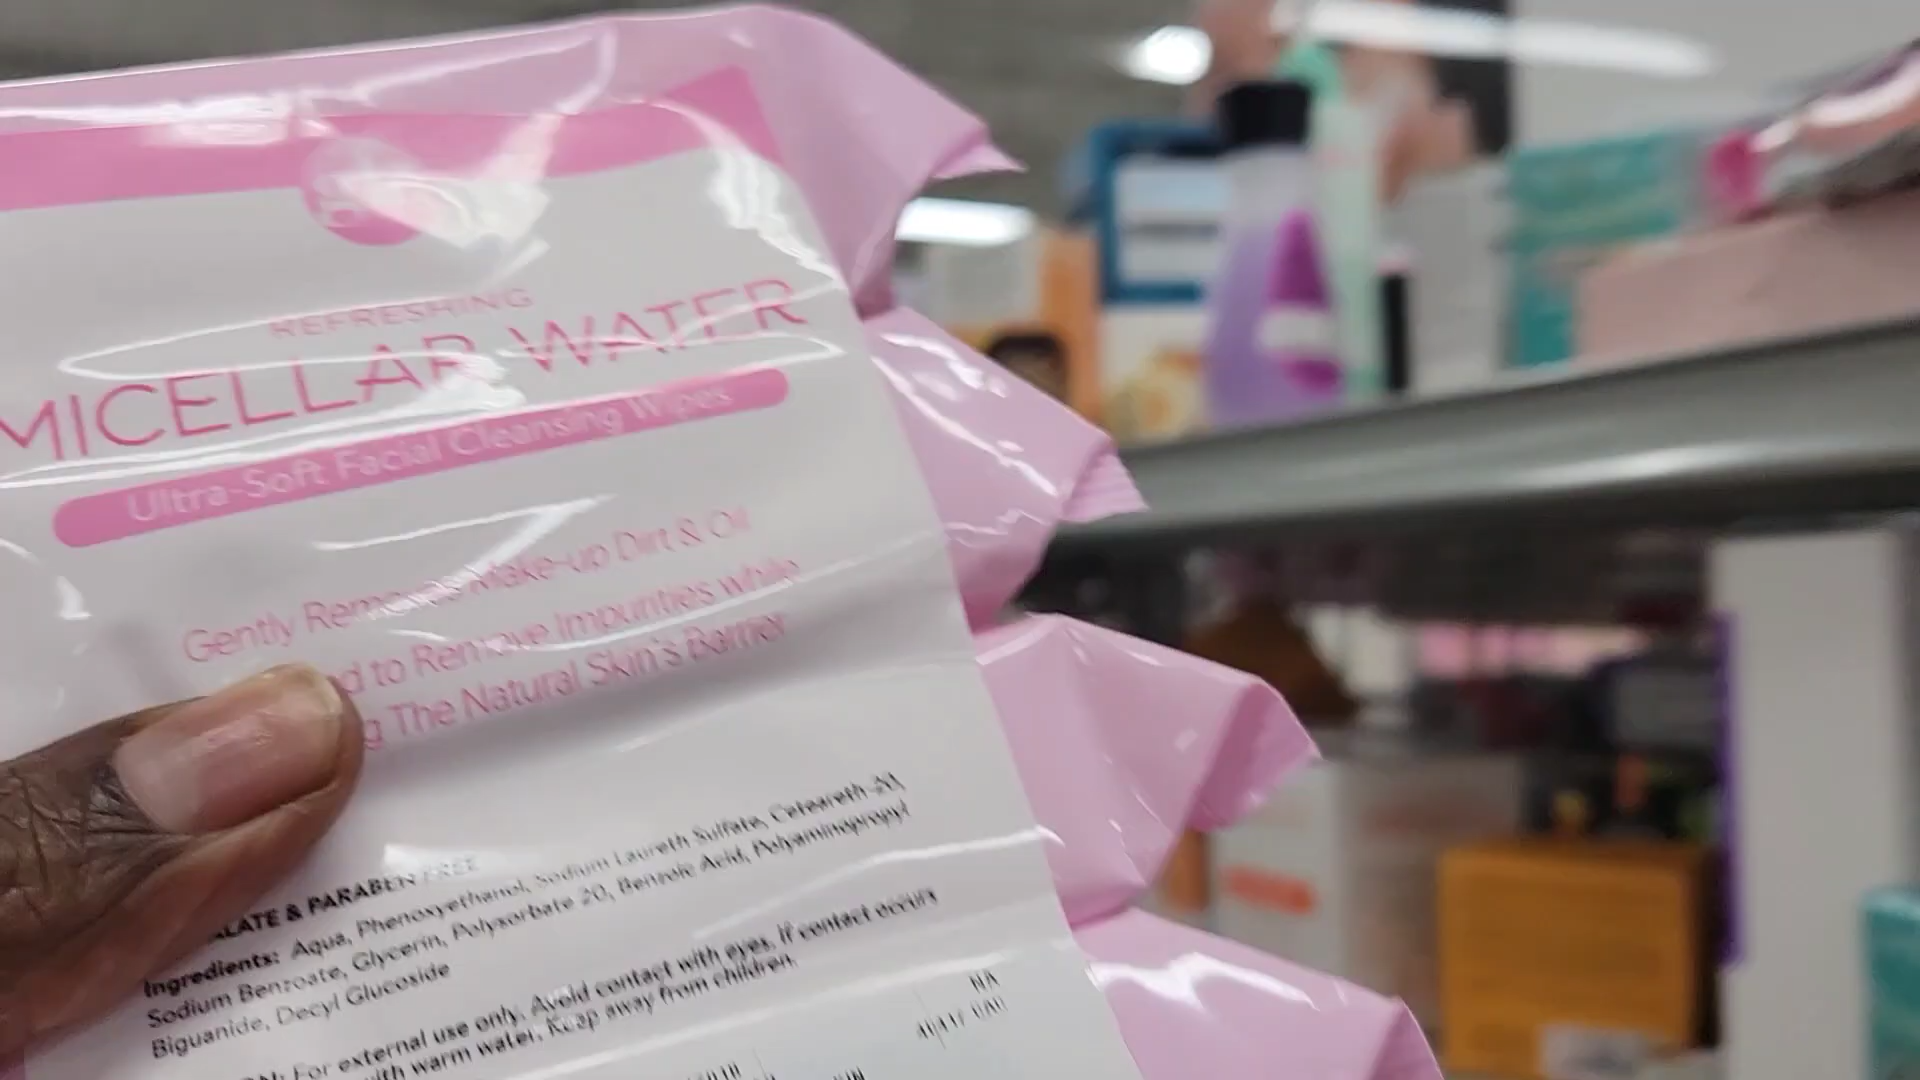 REFRESHING
MICELLAR WATER
Ultra-Soft Facial Cleansing Wipes
Gently Removes Make-up Dirt & Oil
d to Remove Impurities while
g The Natural Skin's Barrier
ALATE & PARABEN FREE
Ingredients: Aqua, Phenoxyethanol, Sodium Laureth Sulfate, Ceteareth-20,
Sodium Benzoate, Glycerin, Polysorbate 20, Benzoic Acid, Polyaminopropyl
Biguanide, Decyl Glucoside
ON: For external use only. Avoid contact with eyes. If contact occurs
with warm water. Keep away from children.
NA